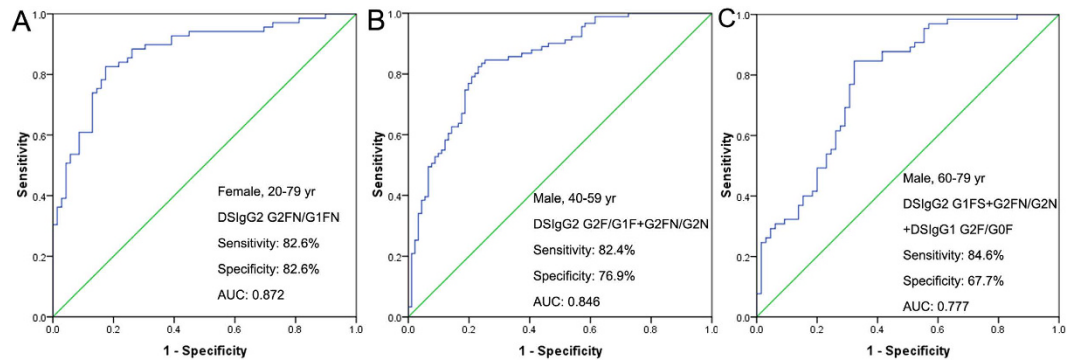 A
Sensitivity
1.0
0.8
0.6
0.4
0.2
0.0
Female, 20-79 yr
DSIgG2 G2FN/G1FN
Sensitivity: 82.6%
Specificity: 82.6%
AUC: 0.872
0.0 0.2 0.4 0.6 0.8 1.0
1 - Specificity
B
Sensitivity
1.0
0.8
0.6
0.4
0.2
0.0
Male, 40-59 yr
DSIgG2 G2F/G1F+G2FN/G2N
Sensitivity: 82.4%
Specificity: 76.9%
AUC: 0.846
0.0 0.2 0.4 0.6 0.8 1.0
1 - Specificity
C
Sensitivity
1.0
0.8
0.6
0.4
0.2
0.0
Male, 60-79 yr
DSIgG2 G1FS+G2FN/G2N
+DSIgG1 G2F/G0F
Sensitivity: 84.6%
Specificity: 67.7%
AUC: 0.777
0.0 0.2 0.4 0.6 0.8 1.0
1 - Specificity